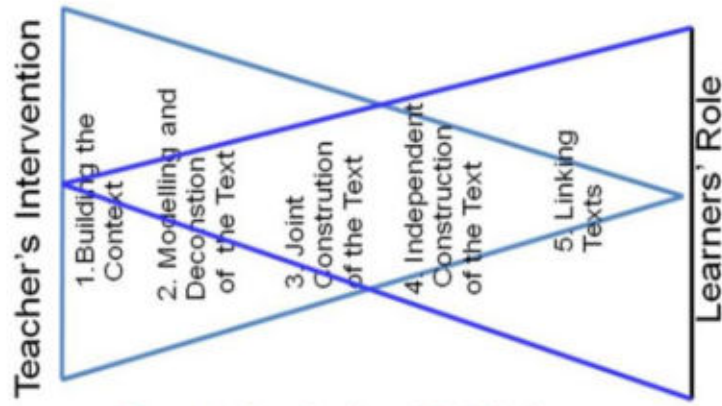 Teacher's Intervention
1.Building the
Context
2. Modelling and
Deconstion
of the Text
3. Joint
Constrution
of the Text
4. Independent
Construction
of the Text
5. Linking
Texts
Learners' Role